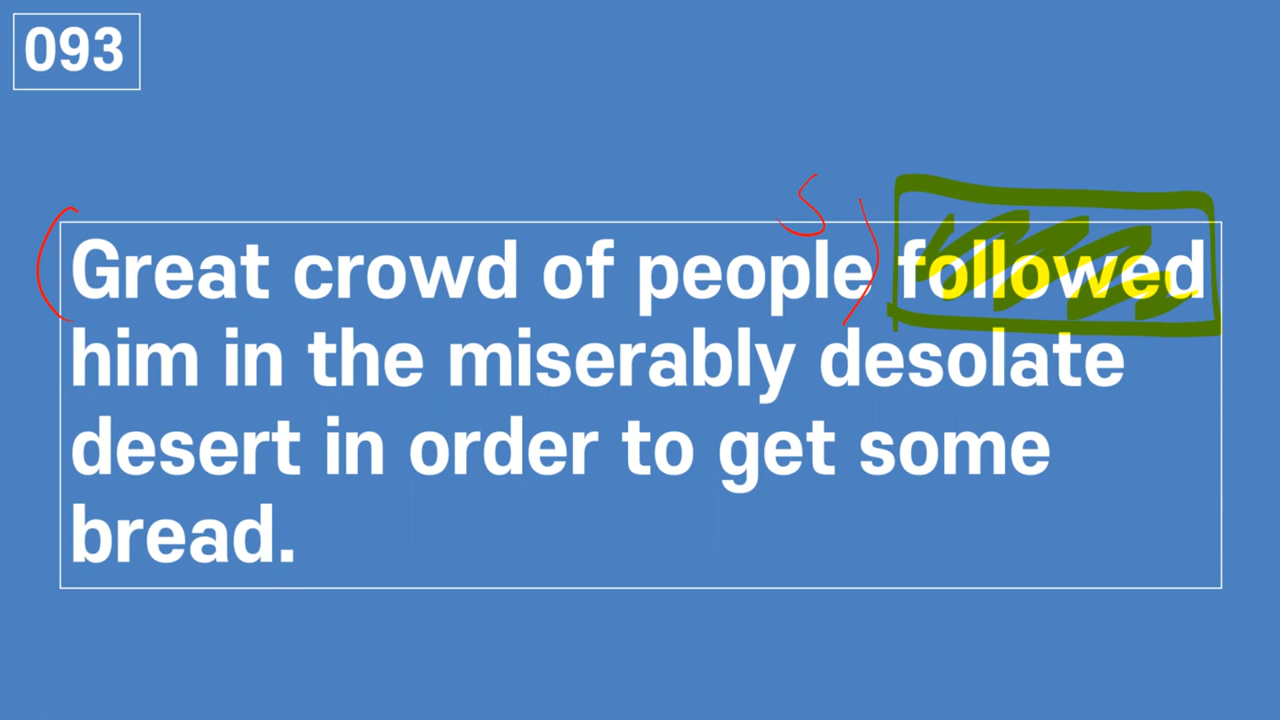 093
S
Great crowd of people followed
him in the miserably desolate
desert in order to get some
bread.